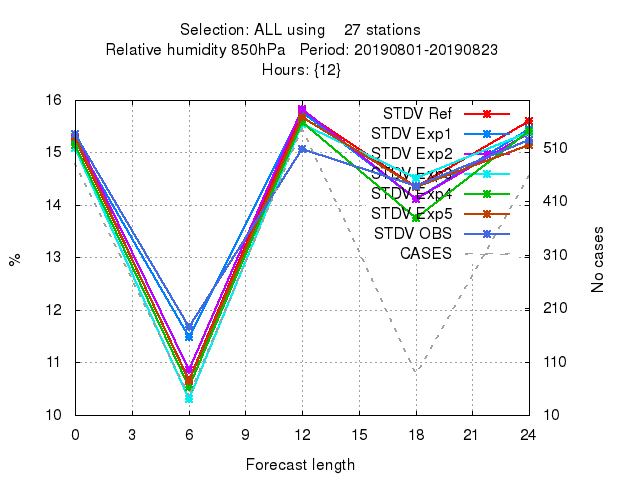 Selection: ALL using 27 stations
Relative humidity 850hPa Period: 20190801-20190823
Hours: {12}
16
15
14
13
12
11
10
%
STDV Ref
STDV Exp1
STDV Exp2
STDV Exp3
STDV Exp4
STDV Exp5
STDV OBS
CASES
510
410
310
210
110
10
No cases
0 3 6 9 12 15 18 21 24
Forecast length